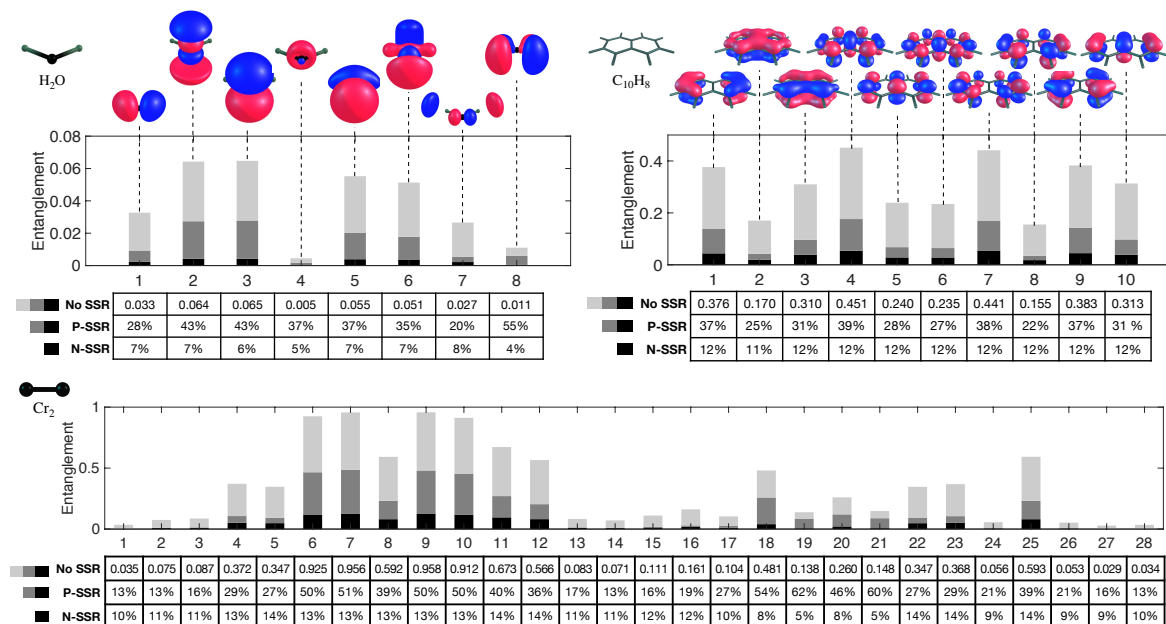 H₂O
0.08
0.06
0.04
0.02
0
Entanglement
1 2 3 4 5 6 7 8
No SSR 0.033 0.064 0.065 0.005 0.055 0.051 0.027 0.011
P-SSR 28% 43% 43% 37% 37% 35% 20% 55%
N-SSR 7% 7% 6% 5% 7% 7% 8% 4%
C₁₀H₈
0.4
0.2
0
Entanglement
1 2 3 4 5 6 7 8 9 10
No SSR 0.376 0.170 0.310 0.451 0.240 0.235 0.441 0.155 0.383 0.313
P-SSR 37% 25% 31% 39% 28% 27% 38% 22% 37% 31 %
N-SSR 12% 11% 12% 12% 12% 12% 12% 12% 12% 12%
Cr₂
1
0.5
0
Entanglement
1 2 3 4 5 6 7 8 9 10 11 12 13 14 15 16 17 18 19 20 21 22 23 24 25 26 27 28
No SSR 0.035 0.075 0.087 0.372 0.347 0.925 0.956 0.592 0.958 0.912 0.673 0.566 0.083 0.071 0.111 0.161 0.104 0.481 0.138 0.260 0.148 0.347 0.368 0.056 0.593 0.053 0.029 0.034
P-SSR 13% 13% 16% 29% 27% 50% 51% 39% 50% 50% 40% 36% 17% 13% 16% 19% 27% 54% 62% 46% 60% 27% 29% 21% 39% 21% 16% 13%
N-SSR 10% 11% 11% 13% 14% 13% 13% 13% 13% 13% 14% 14% 11% 11% 12% 12% 10% 8% 5% 8% 5% 14% 14% 9% 14% 9% 9% 10%